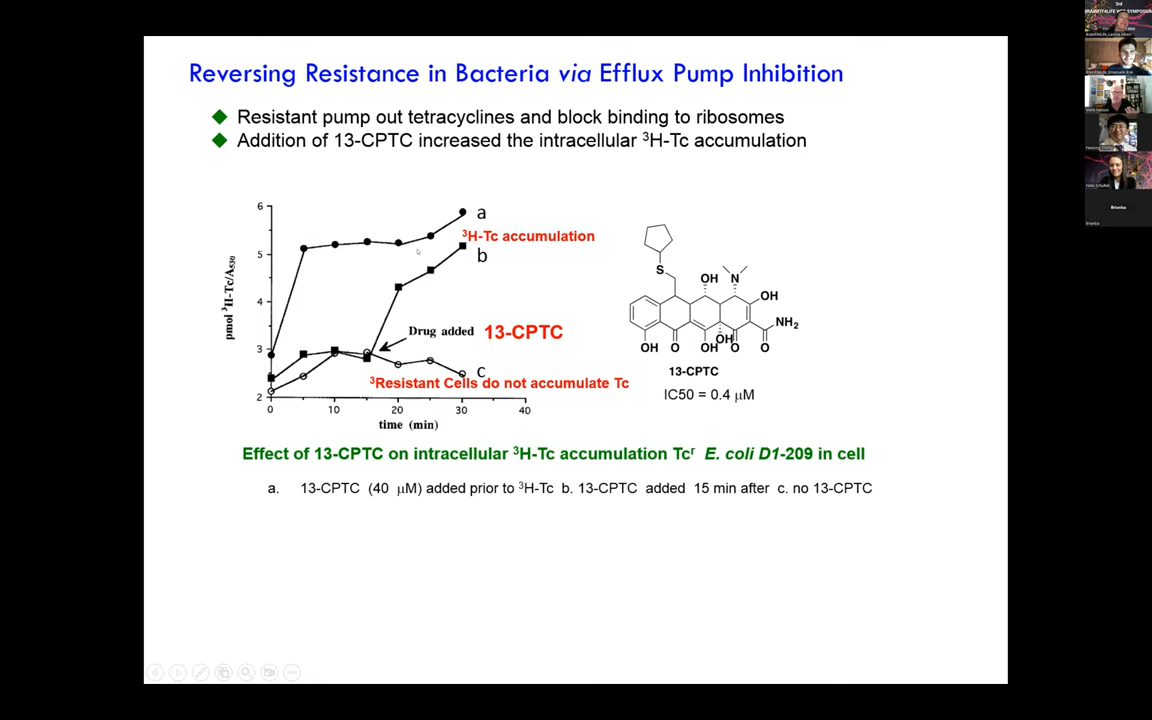 Reversing Resistance in Bacteria via Efflux Pump Inhibition
Resistant pump out tetracyclines and block binding to ribosomes
Addition of 13-CPTC increased the intracellular ³H-Tc accumulation
6
5
4
3
2
pmol ³H-Tc/A530
0
10
20
30
40
time (min)
a
³H-Tc accumulation
b
Drug added
13-CPTC
c
³Resistant Cells do not accumulate Tc
S
OH
N
OH
NH2
OH
O
OH
OH
O
O
13-CPTC
IC50 = 0.4 μM
Effect of 13-CPTC on intracellular ³H-Tc accumulation Tcʳ E. coli D1-209 in cell
a. 13-CPTC (40 μM) added prior to ³H-Tc b. 13-CPTC added 15 min after c. no 13-CPTC
3rd
Brianba
Brianba